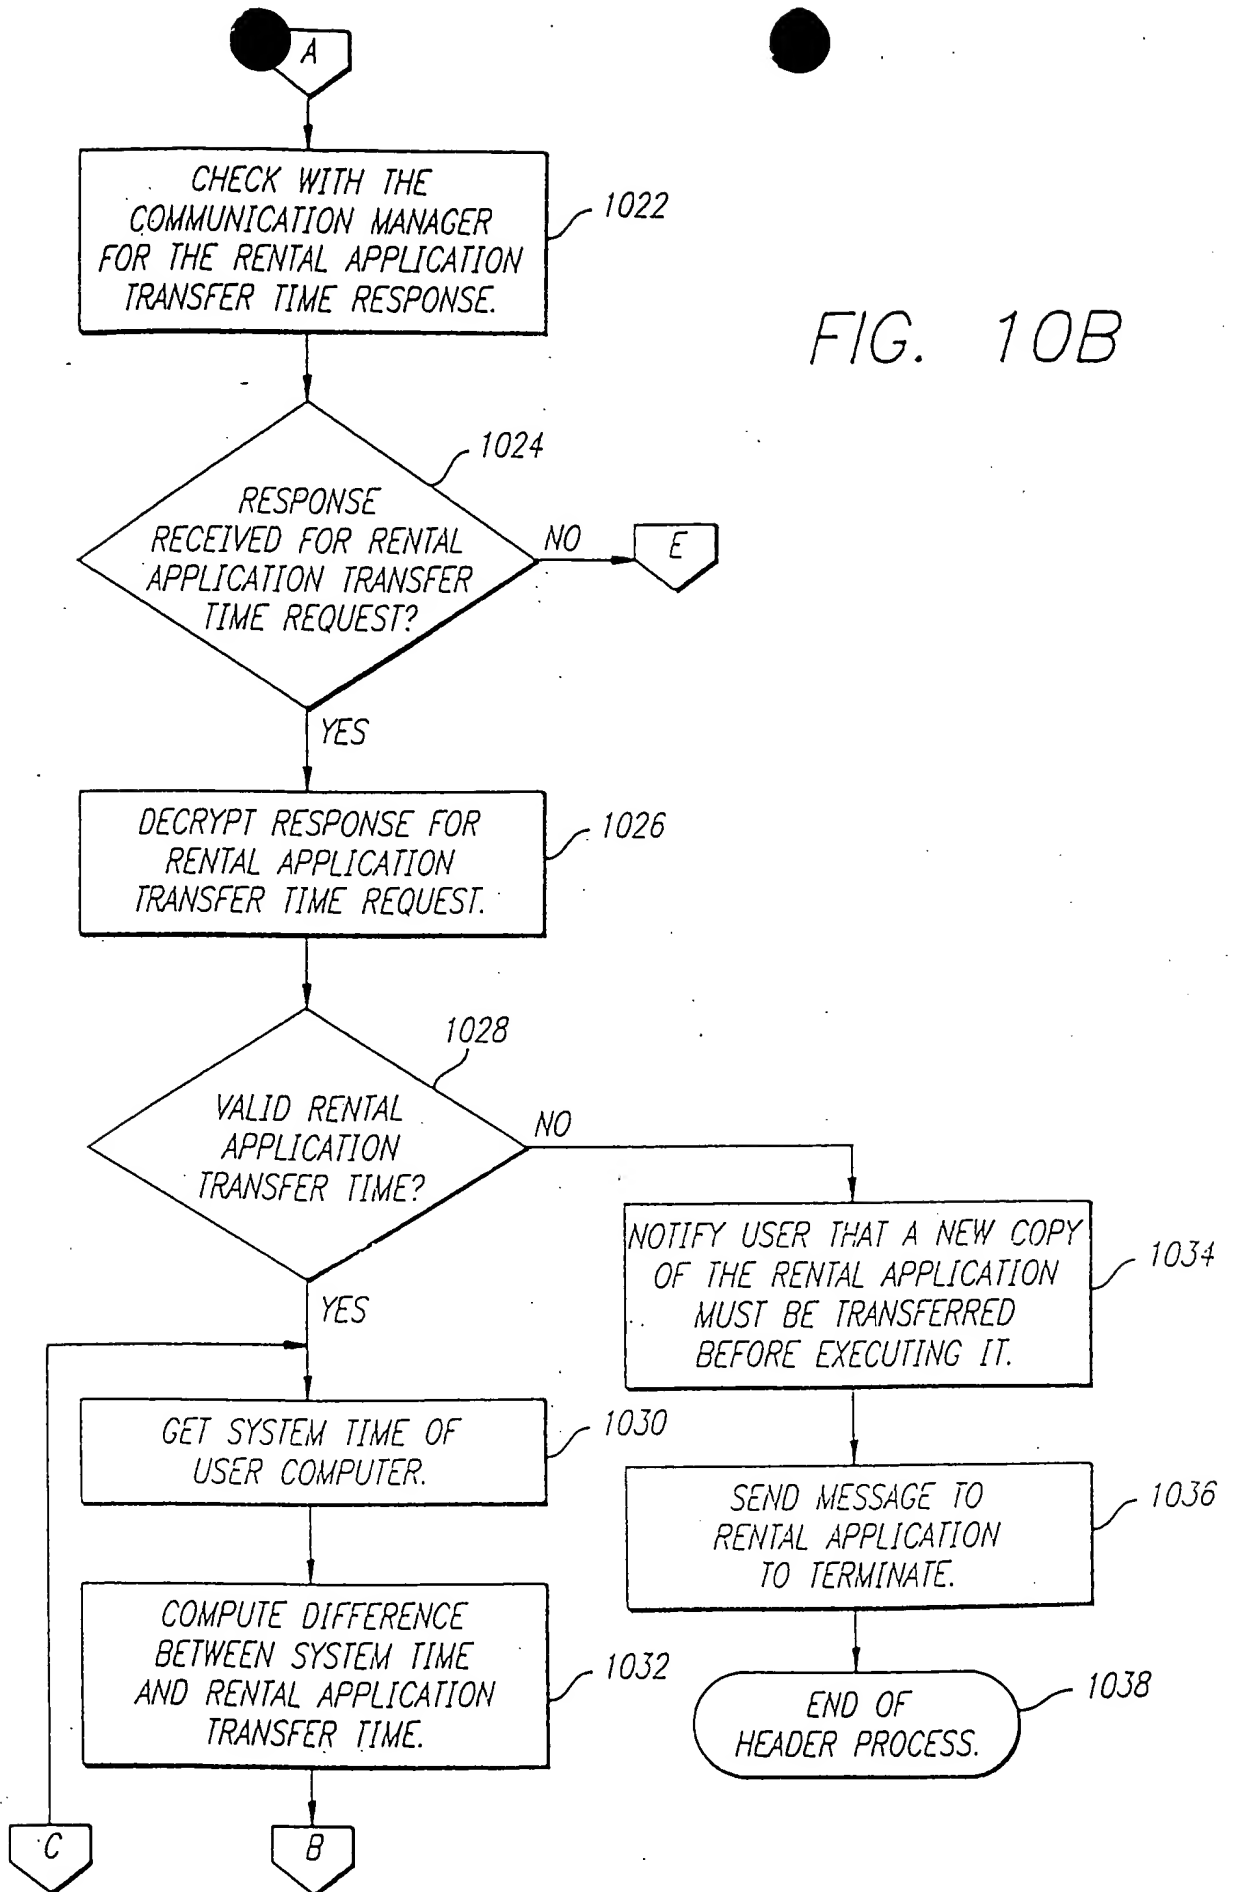 A
CHECK WITH THE
COMMUNICATION MANAGER
FOR THE RENTAL APPLICATION
TRANSFER TIME RESPONSE.
1022
FIG. 10B
1024
RESPONSE
RECEIVED FOR RENTAL
APPLICATION TRANSFER
TIME REQUEST?
NO
E
YES
DECRYPT RESPONSE FOR
RENTAL APPLICATION
TRANSFER TIME REQUEST.
1026
1028
VALID RENTAL
APPLICATION
TRANSFER TIME?
NO
YES
NOTIFY USER THAT A NEW COPY
OF THE RENTAL APPLICATION
MUST BE TRANSFERRED
BEFORE EXECUTING IT.
1034
GET SYSTEM TIME OF
USER COMPUTER.
1030
SEND MESSAGE TO
RENTAL APPLICATION
TO TERMINATE.
1036
COMPUTE DIFFERENCE
BETWEEN SYSTEM TIME
AND RENTAL APPLICATION
TRANSFER TIME.
1032
END OF
HEADER PROCESS.
1038
C
B